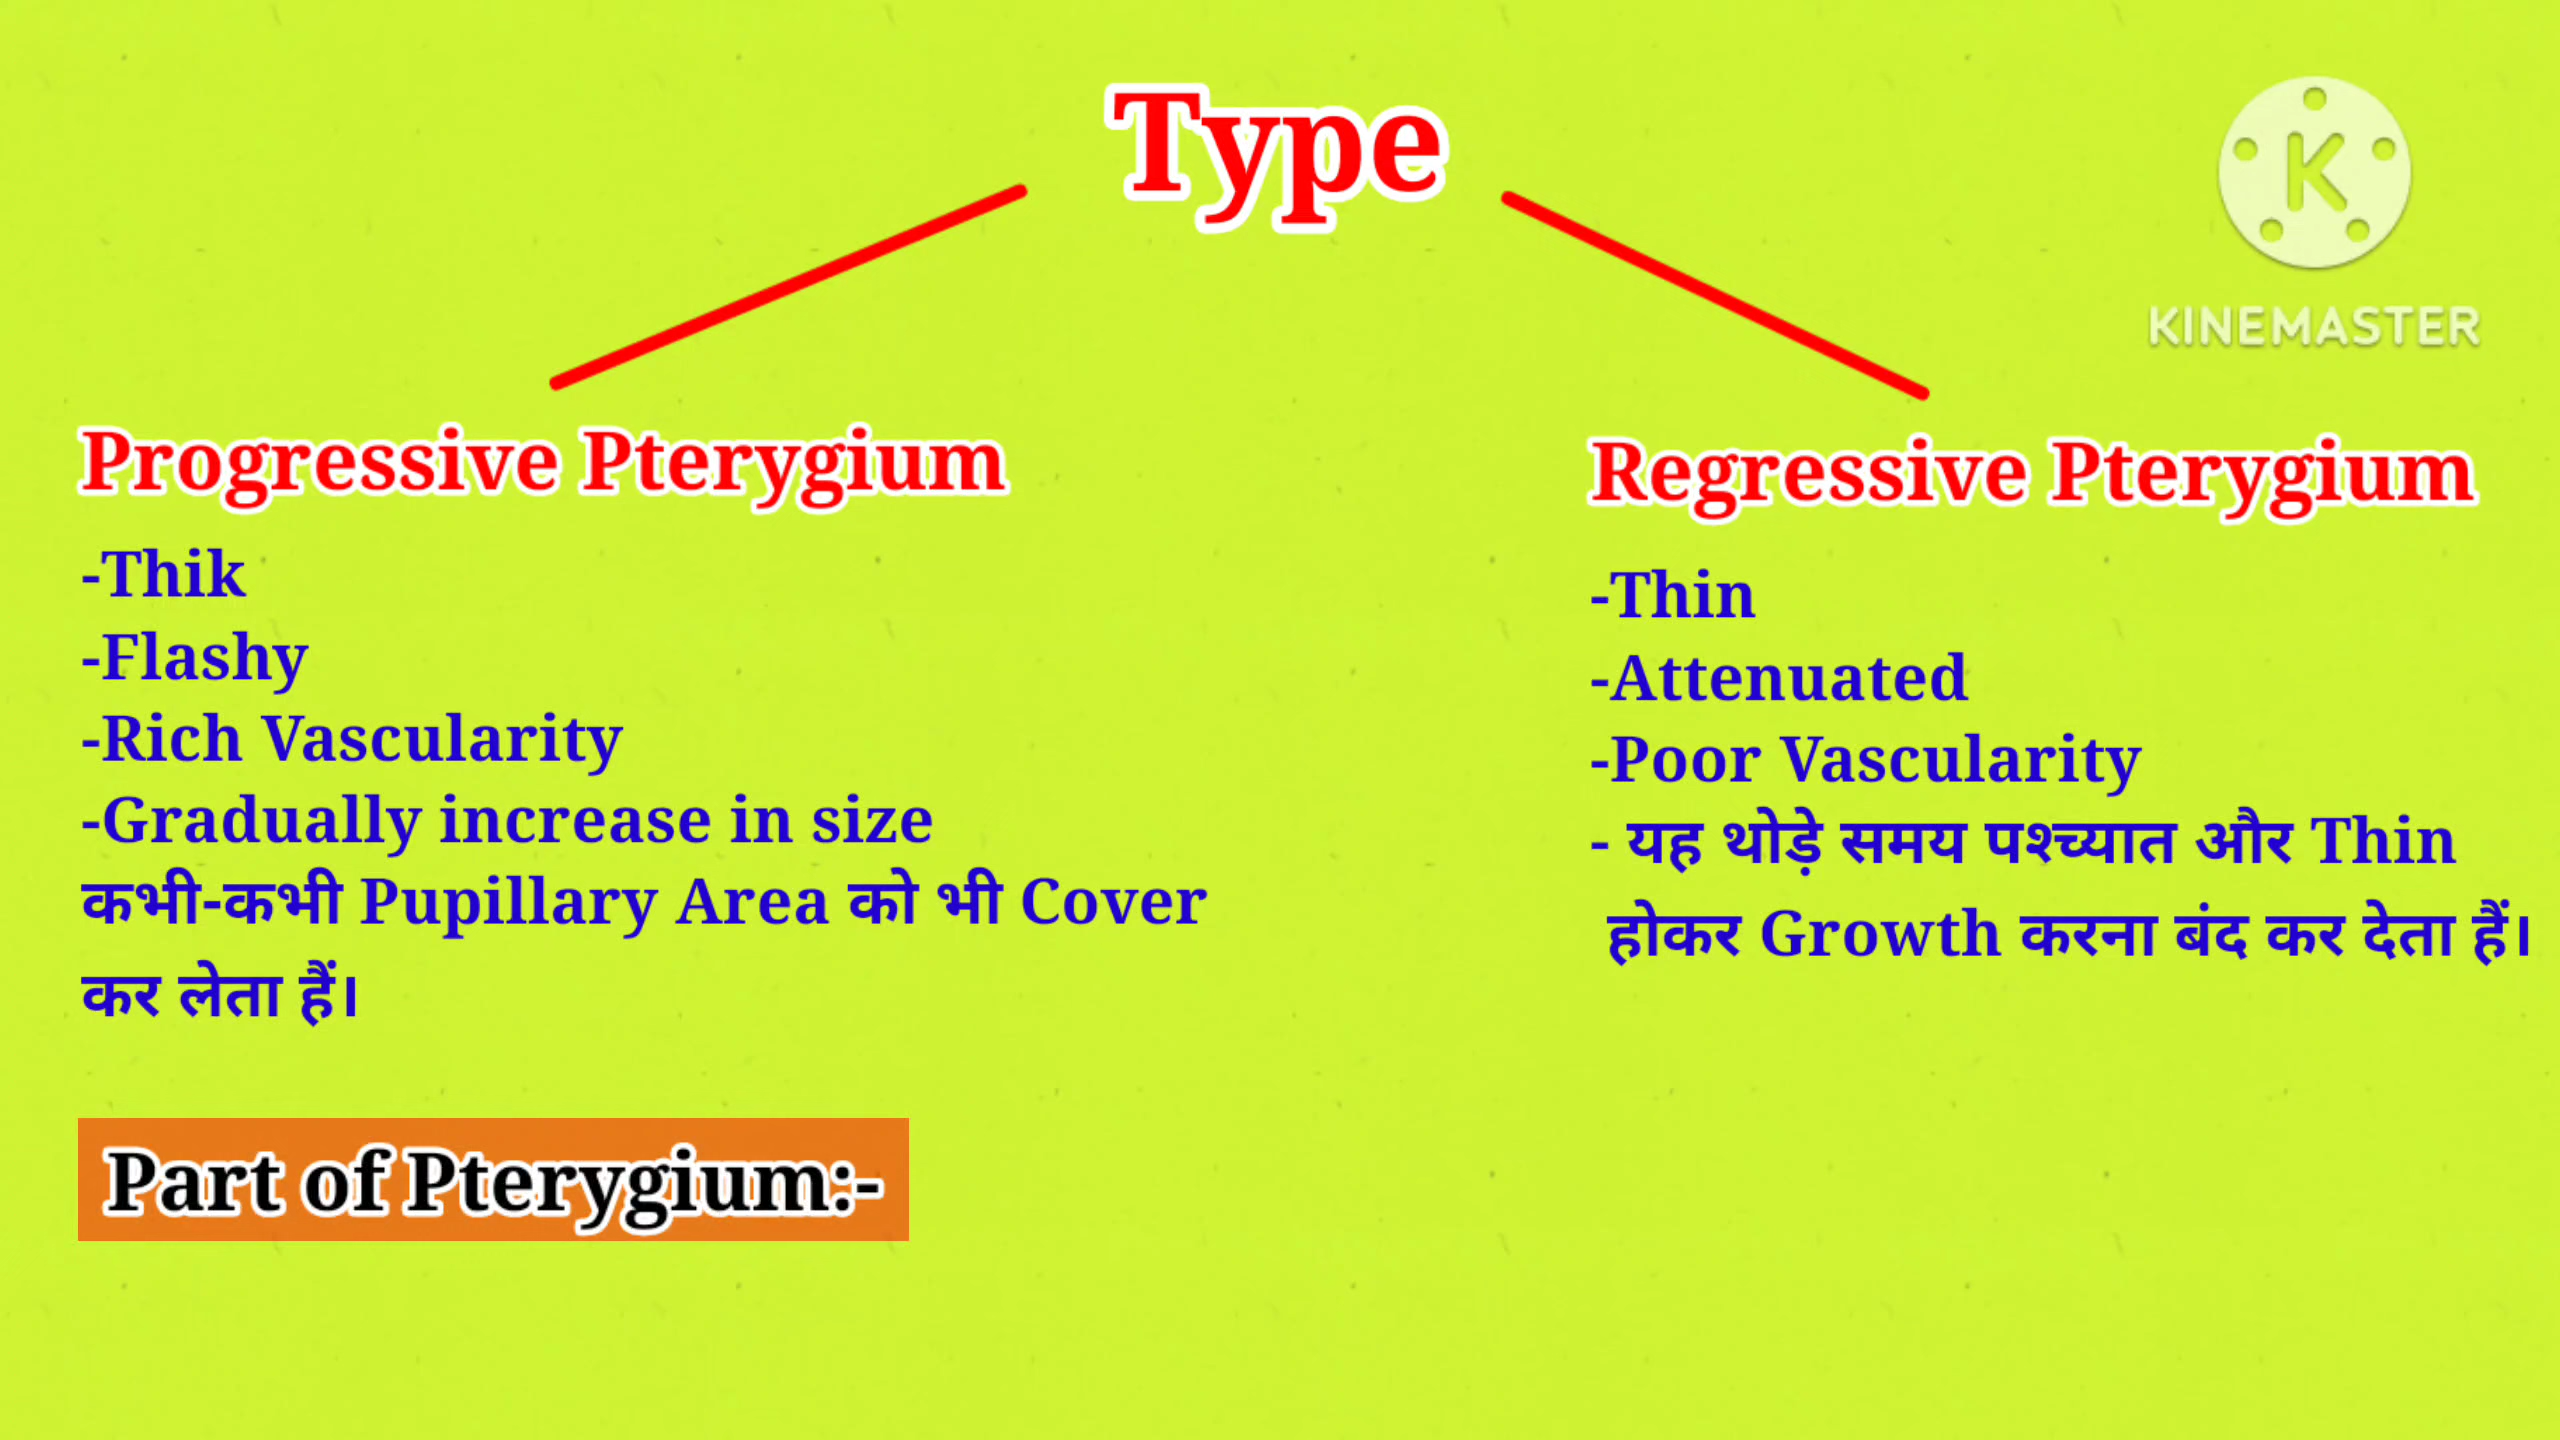 Type
K
KINEMASTER
Progressive Pterygium
-Thik
-Flashy
-Rich Vascularity
-Gradually increase in size
कभी-कभी Pupillary Area को भी Cover
कर लेता हैं।
Regressive Pterygium
-Thin
-Attenuated
-Poor Vascularity
- यह थोड़े समय पश्च्यात और Thin
होकर Growth करना बंद कर देता हैं।
Part of Pterygium:-